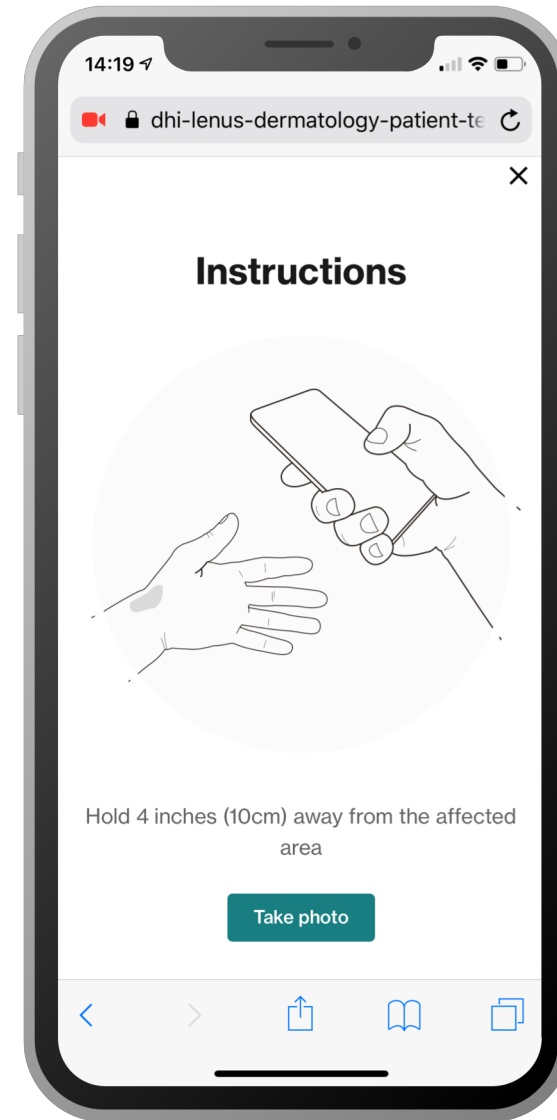 14:19
dhi-lenus-dermatology-patient-te
Instructions
Hold 4 inches (10cm) away from the affected
area
Take photo